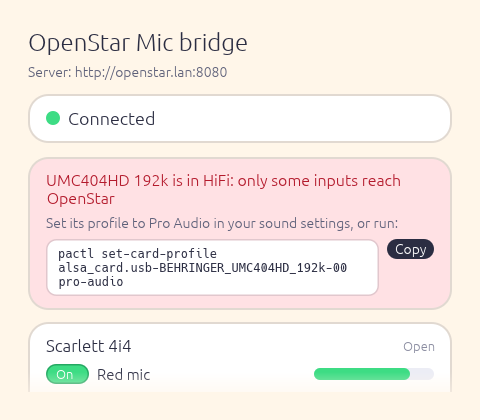 OpenStar Mic bridge
Server: http://openstar.lan:8080
Connected
UMC404HD 192k is in HiFi: only some inputs reach
OpenStar
Set its profile to Pro Audio in your sound settings, or run:
pactl set-card-profile
alsa_card.usb-BEHRINGER_UMC404HD_192k-00
pro-audio
Copy
Scarlett 4i4
Open
On
Red mic